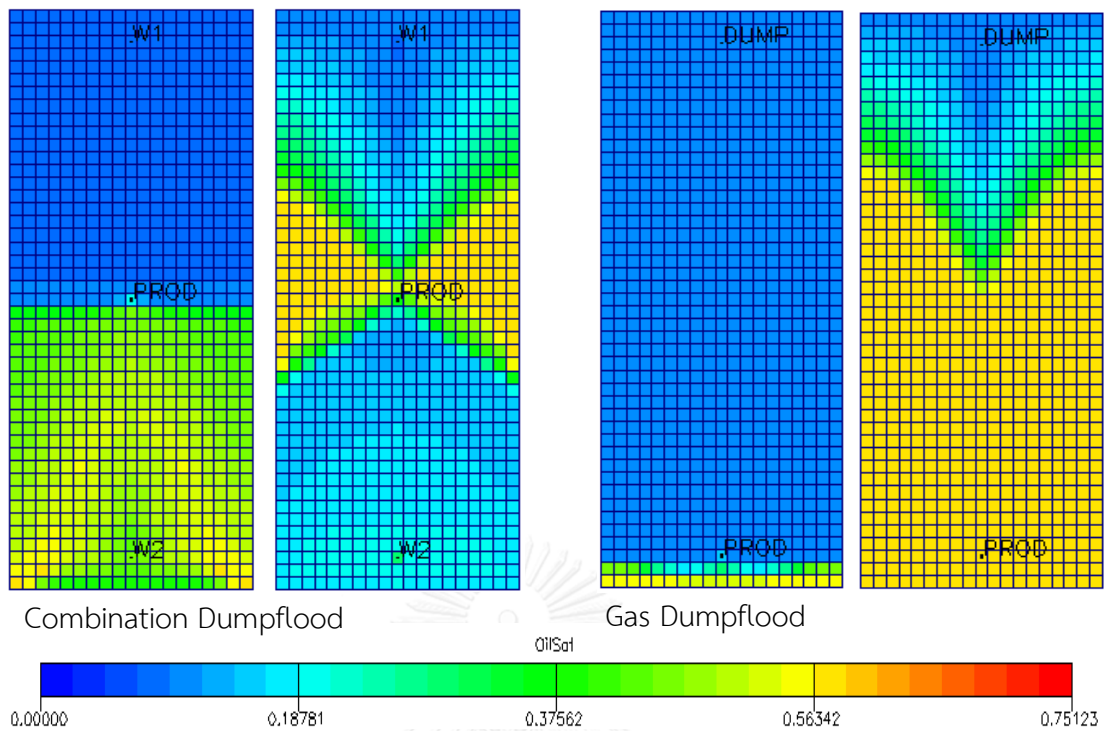 .W1
.W1
.DUMP
.DUMP
.PROD
.PROD
.W2
.W2
.PROD
.PROD
Combination Dumpflood
Gas Dumpflood
OilSat
0.00000 0.18781 0.37562 0.56342 0.75123